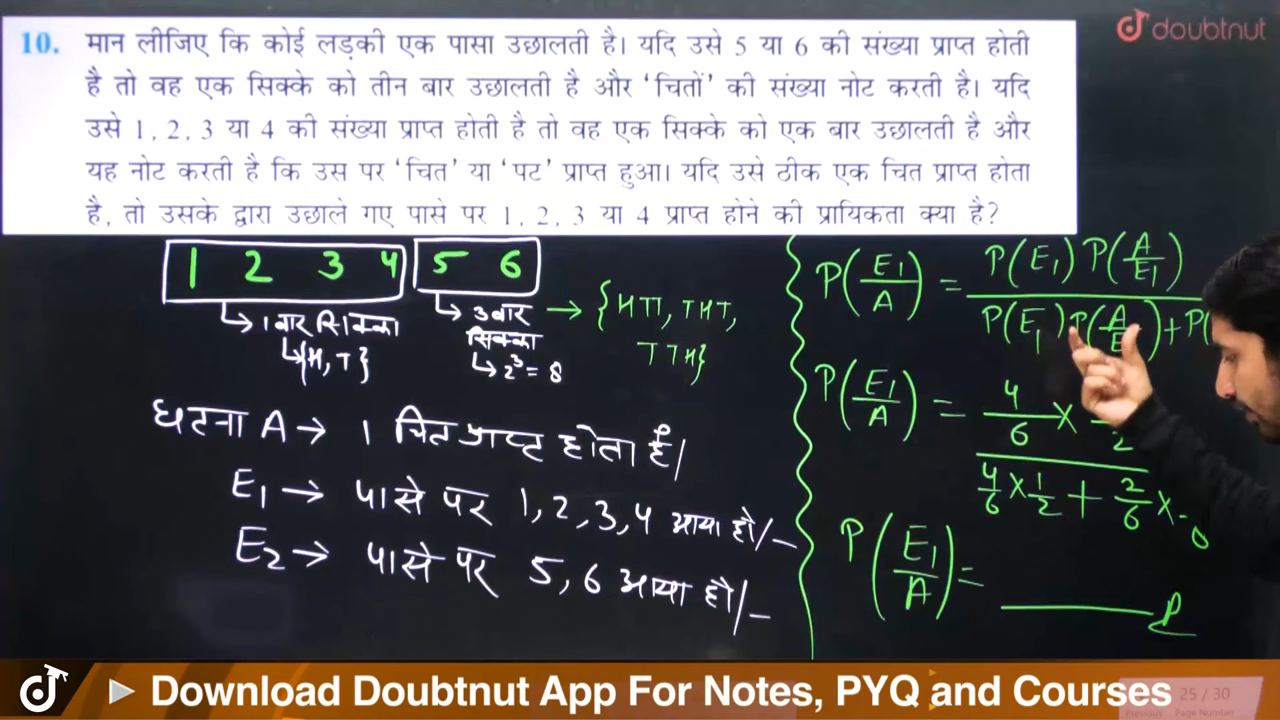 doubtnut
10. मान लीजिए कि कोई लड़की एक पासा उछालती है। यदि उसे 5 या 6 की संख्या प्राप्त होती
है तो वह एक सिक्के को तीन बार उछालती है और ‘चितों’ की संख्या नोट करती है। यदि
उसे 1, 2, 3 या 4 की संख्या प्राप्त होती है तो वह एक सिक्के को एक बार उछालती है और
यह नोट करती है कि उस पर ‘चित’ या ‘पट’ प्राप्त हुआ। यदि उसे ठीक एक चित प्राप्त होता
है, तो उसके द्वारा उछाले गए पासे पर 1, 2, 3 या 4 प्राप्त होने की प्रायिकता क्या है?
1 2 3 4 5 6
↳ 1 बार सिक्का
↳ {H, T}
↳ 3 बार
सिक्का
↳ 2³ = 8
→ {HTT, THT,
TTH}
घटना A → 1 चित प्राप्त होता है।
E₁ → पासे पर 1, 2, 3, 4 आया हो।
E₂ → पासे पर 5, 6 आया हो।
P(E₁/A) = P(E₁) P(A/E₁)
P(E₁) P(A/E ) + P(
P(E₁/A) = 4/6 × 2
4/6 × 1/2 + 2/6 ×
P(E₁/A) =
Download Doubtnut App For Notes, PYQ and Courses
25 / 30
Previous Page Number